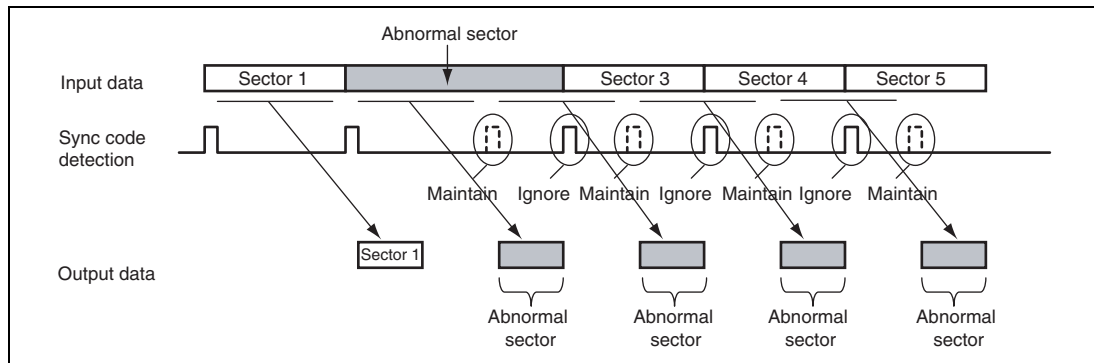 Abnormal sector
Input data
Sector 1
Sector 3
Sector 4
Sector 5
Sync code
detection
Maintain
Ignore
Maintain
Ignore
Maintain
Ignore
Maintain
Output data
Sector 1
Abnormal
sector
Abnormal
sector
Abnormal
sector
Abnormal
sector